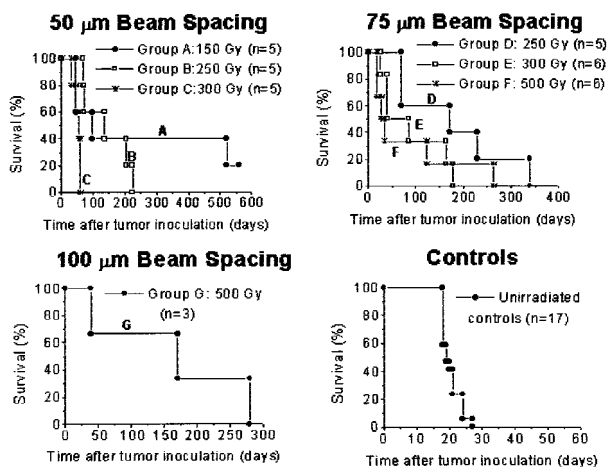 50 μm Beam Spacing
Group A:150 Gy (n=5)
Group B:250 Gy (n=5)
Group C:300 Gy (n=5)
Survival (%)
100
80
60
40
20
0
A
B
C
0 100 200 300 400 500 600
Time after tumor inoculation (days)
75 μm Beam Spacing
Group D: 250 Gy (n=5)
Group E: 300 Gy (n=6)
Group F: 500 Gy (n=6)
Survival (%)
100
80
60
40
20
0
D
E
F
0 100 200 300 400
Time after tumor inoculation (days)
100 μm Beam Spacing
Group G: 500 Gy
(n=3)
Survival (%)
100
80
60
40
20
0
G
0 50 100 150 200 250 300
Time after tumor inoculation (days)
Controls
Unirradiated
controls (n=17)
Survival (%)
100
80
60
40
20
0
0 20 40 60
Time after tumor inoculation (days)